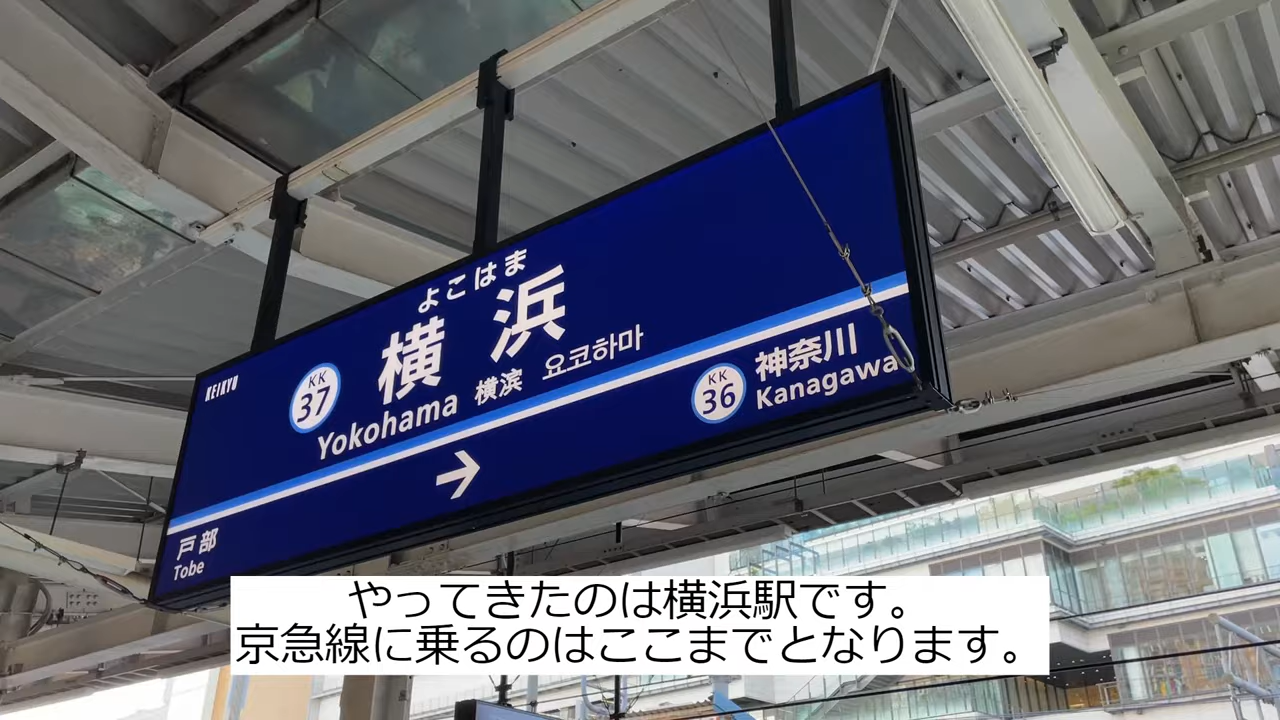 KEIKYU
よこはま
KK
37
横浜
Yokohama
横滨
요코하마
KK
36
神奈川
Kanagawa
→
戸部
Tobe
やってきたのは横浜駅です。
京急線に乗るのはここまでとなります。